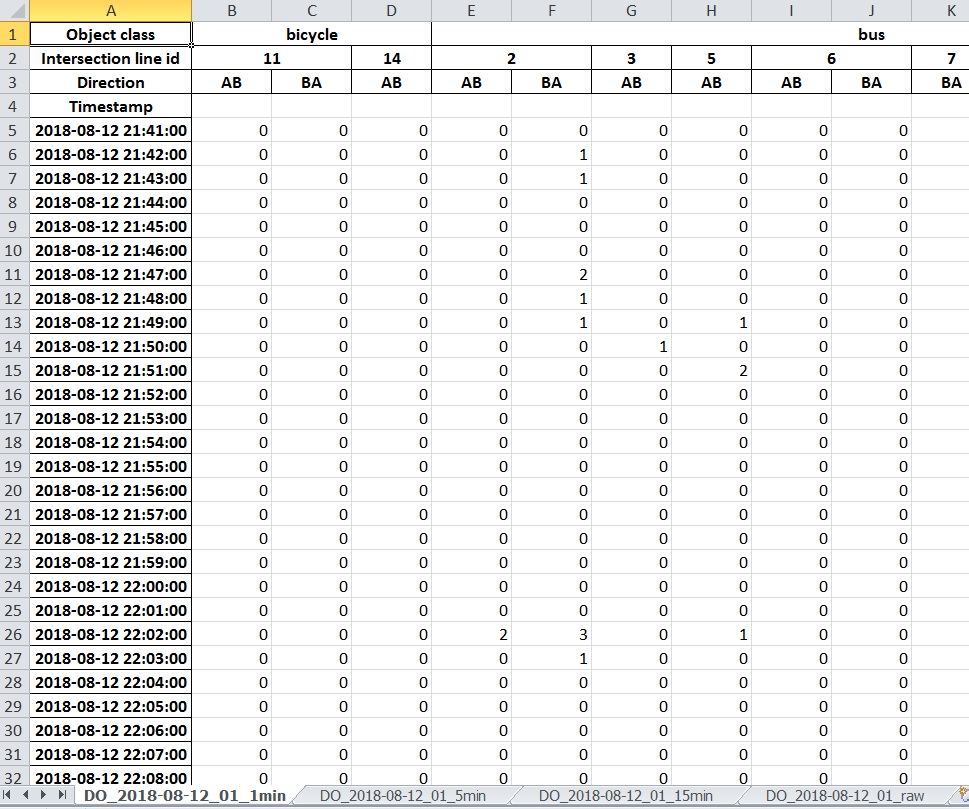 A B C D E F G H I J K
1 Object class bicycle bus
2 Intersection line id 11 14 2 3 5 6 7
3 Direction AB BA AB AB BA AB AB AB BA BA
4 Timestamp
5 2018-08-12 21:41:00 0 0 0 0 0 0 0 0 0
6 2018-08-12 21:42:00 0 0 0 0 1 0 0 0 0
7 2018-08-12 21:43:00 0 0 0 0 1 0 0 0 0
8 2018-08-12 21:44:00 0 0 0 0 0 0 0 0 0
9 2018-08-12 21:45:00 0 0 0 0 0 0 0 0 0
10 2018-08-12 21:46:00 0 0 0 0 0 0 0 0 0
11 2018-08-12 21:47:00 0 0 0 0 2 0 0 0 0
12 2018-08-12 21:48:00 0 0 0 0 1 0 0 0 0
13 2018-08-12 21:49:00 0 0 0 0 1 0 1 0 0
14 2018-08-12 21:50:00 0 0 0 0 0 1 0 0 0
15 2018-08-12 21:51:00 0 0 0 0 0 0 2 0 0
16 2018-08-12 21:52:00 0 0 0 0 0 0 0 0 0
17 2018-08-12 21:53:00 0 0 0 0 0 0 0 0 0
18 2018-08-12 21:54:00 0 0 0 0 0 0 0 0 0
19 2018-08-12 21:55:00 0 0 0 0 0 0 0 0 0
20 2018-08-12 21:56:00 0 0 0 0 0 0 0 0 0
21 2018-08-12 21:57:00 0 0 0 0 0 0 0 0 0
22 2018-08-12 21:58:00 0 0 0 0 0 0 0 0 0
23 2018-08-12 21:59:00 0 0 0 0 0 0 0 0 0
24 2018-08-12 22:00:00 0 0 0 0 0 0 0 0 0
25 2018-08-12 22:01:00 0 0 0 0 0 0 0 0 0
26 2018-08-12 22:02:00 0 0 0 2 3 0 1 0 0
27 2018-08-12 22:03:00 0 0 0 0 1 0 0 0 0
28 2018-08-12 22:04:00 0 0 0 0 0 0 0 0 0
29 2018-08-12 22:05:00 0 0 0 0 0 0 0 0 0
30 2018-08-12 22:06:00 0 0 0 0 0 0 0 0 0
31 2018-08-12 22:07:00 0 0 0 0 0 0 0 0 0
32 2018-08-12 22:08:00 0 0 0 0 0 0 0 0 0
DO_2018-08-12_01_1min DO_2018-08-12_01_5min DO_2018-08-12_01_15min DO_2018-08-12_01_raw